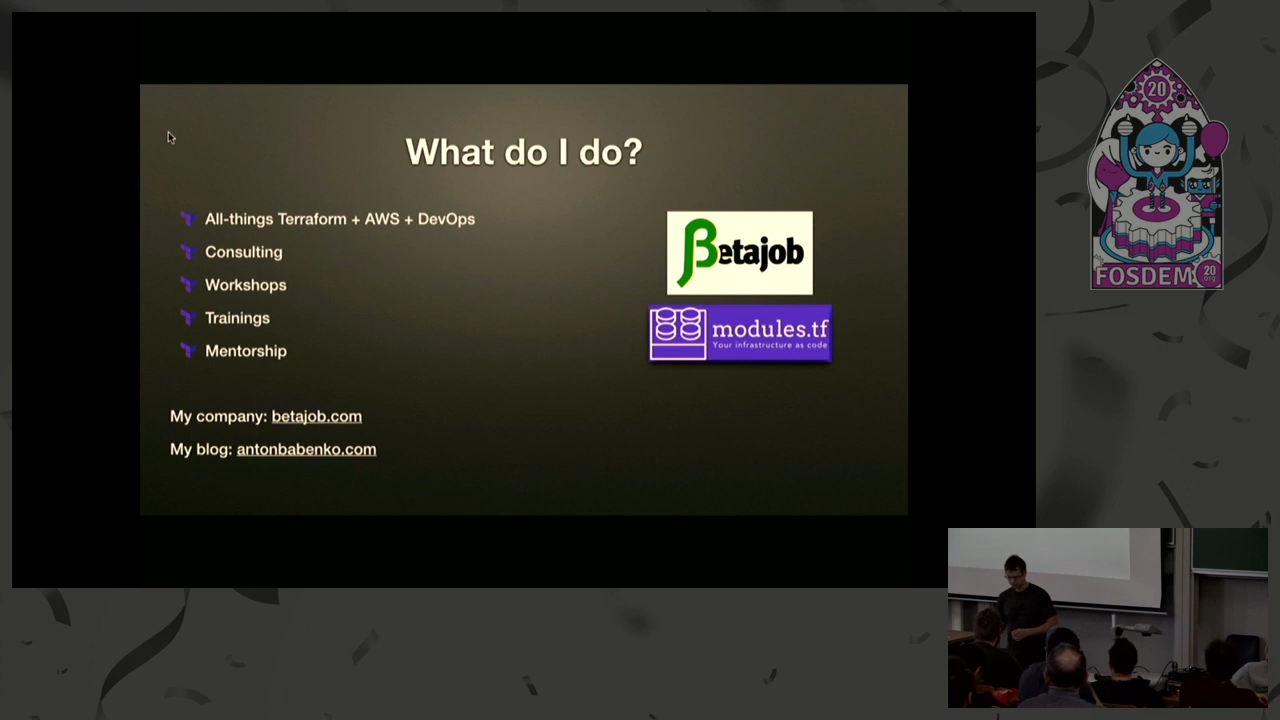 What do I do?
All-things Terraform + AWS + DevOps
Consulting
Workshops
Trainings
Mentorship
My company: betajob.com
My blog: antonbabenko.com
βetajob
modules.tf
Your infrastructure as code
20
FOSDEM
20
.org